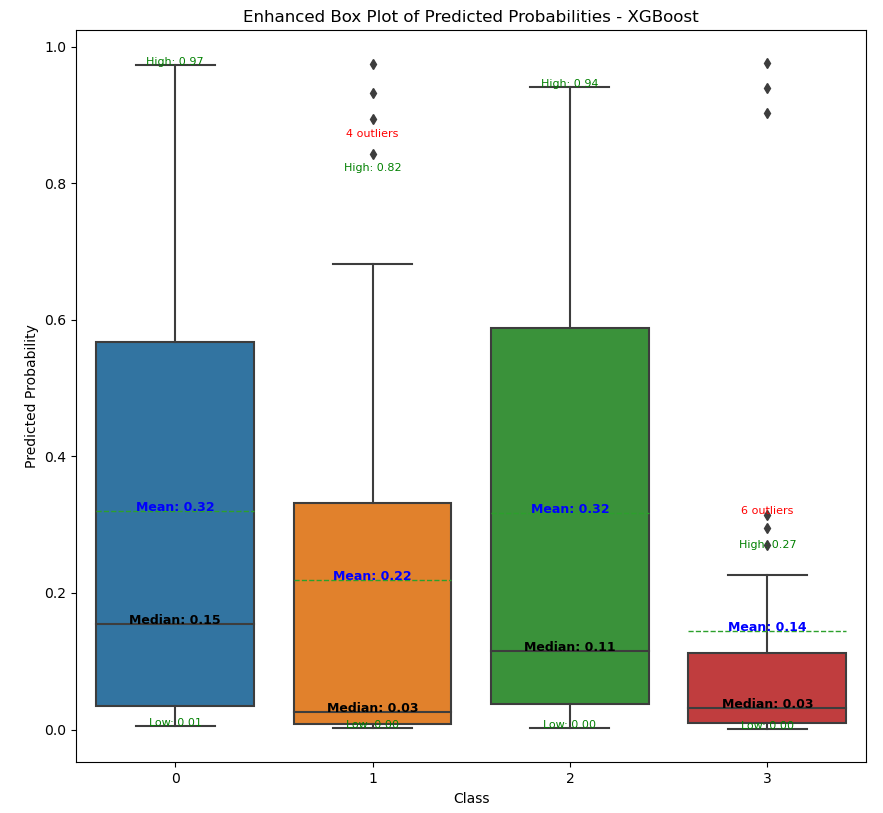 Enhanced Box Plot of Predicted Probabilities - XGBoost
1.0
0.8
0.6
0.4
0.2
0.0
Predicted Probability
High: 0.97
Mean: 0.32
Median: 0.15
Low: 0.01
4 outliers
High: 0.82
Mean: 0.22
Median: 0.03
Low: 0.00
High: 0.94
Mean: 0.32
Median: 0.11
Low: 0.00
6 outliers
High: 0.27
Mean: 0.14
Median: 0.03
Low: 0.00
0
1
2
3
Class